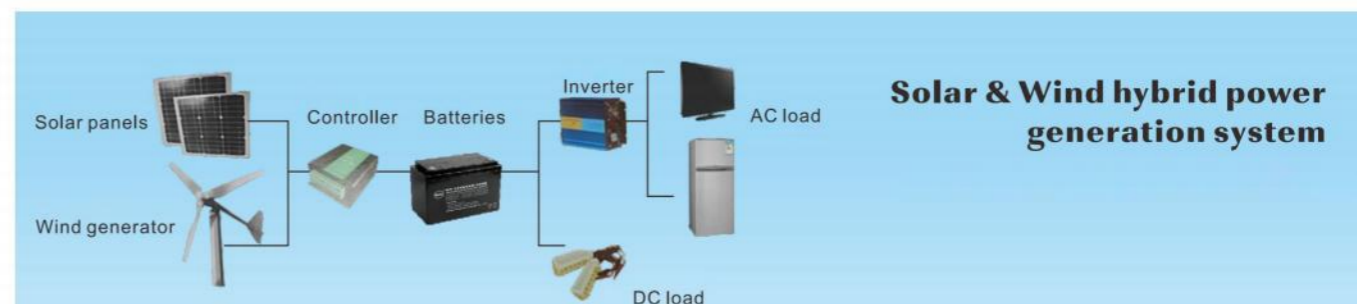 Solar & Wind hybrid power
generation system
Solar panels
Wind generator
Controller
Batteries
Inverter
AC load
DC load